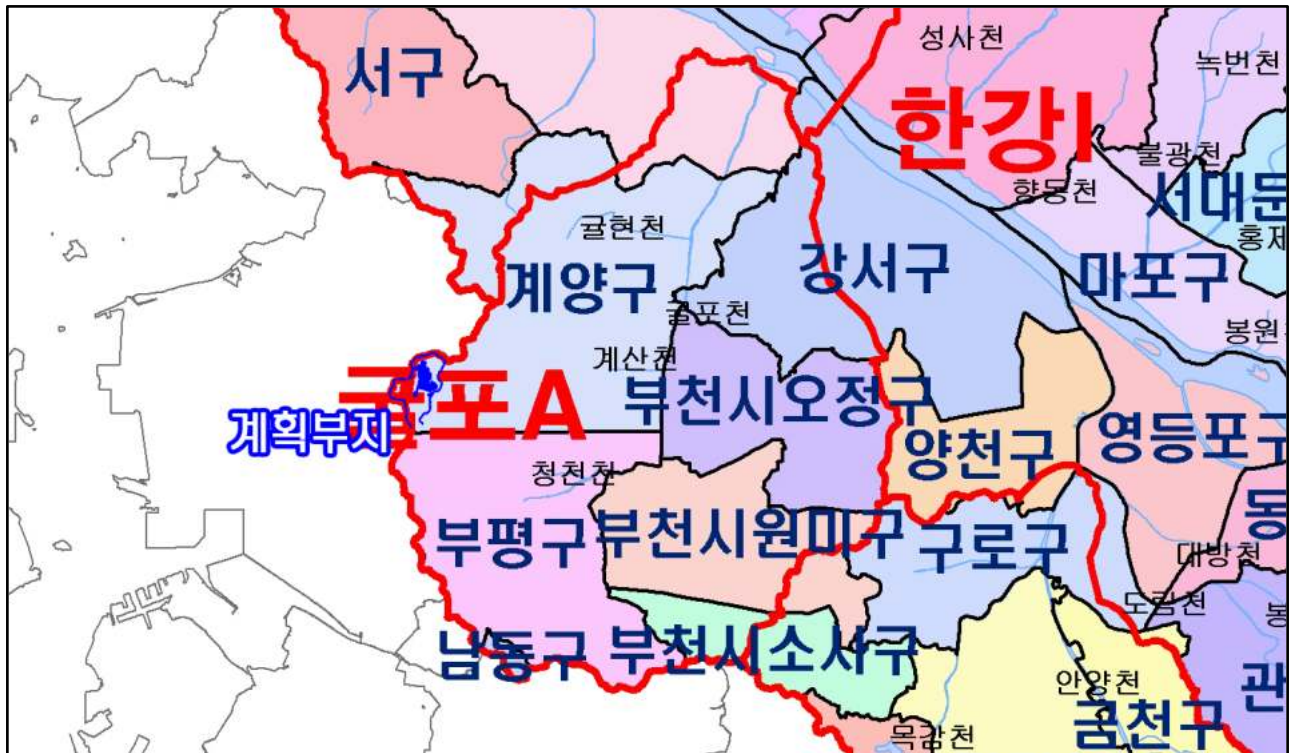 성사천
녹번천
서구
한강I
불광천
향동천
서대문
홍제
귤현천
계양구
강서구
마포구
굴포천
봉원
계산천
굴포A
부천시오정구
계획부지
양천구
영등포구
청천천
부평구
부천시원미구
구로구
동
대방천
도림천
봉
남동구
부천시소사구
안양천
관
금천구
목감천